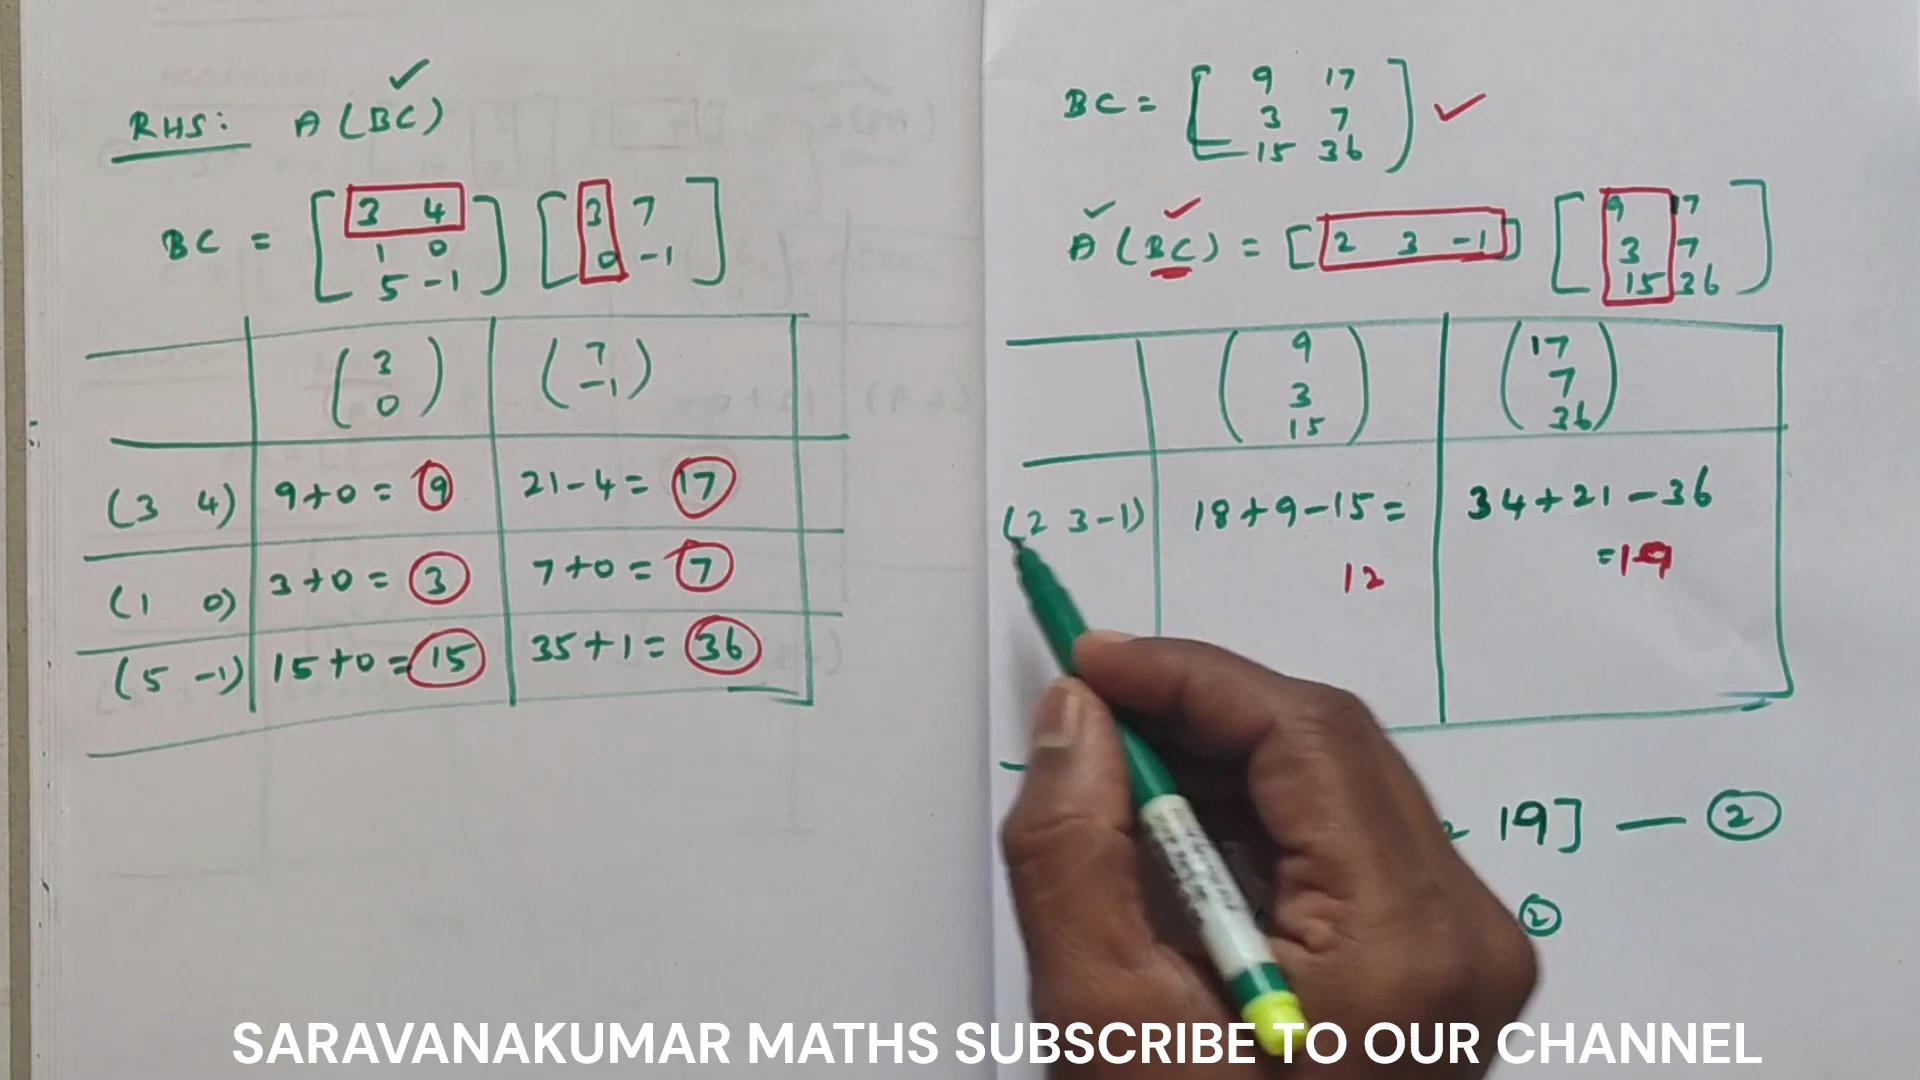 RHS: A (BC)
BC = [ 3 4 ] [ 3 7 ]
1 0 0 -1
5 -1
( 3 ) ( 7 )
0 -1
(3 4) 9+0 = 9 21-4 = 17
(1 0) 3+0 = 3 7+0 = 7
(5 -1) 15+0 = 15 35+1 = 36
BC = [ 9 17 ]
3 7
15 36
A (BC) = [ 2 3 -1 ] [ 9 17 ]
3 7
15 36
( 9 ) ( 17 )
3 7
15 36
(2 3 -1) 18+9-15 = 34+21-36
12 =19
19] — 2
2
SARAVANAKUMAR MATHS SUBSCRIBE TO OUR CHANNEL